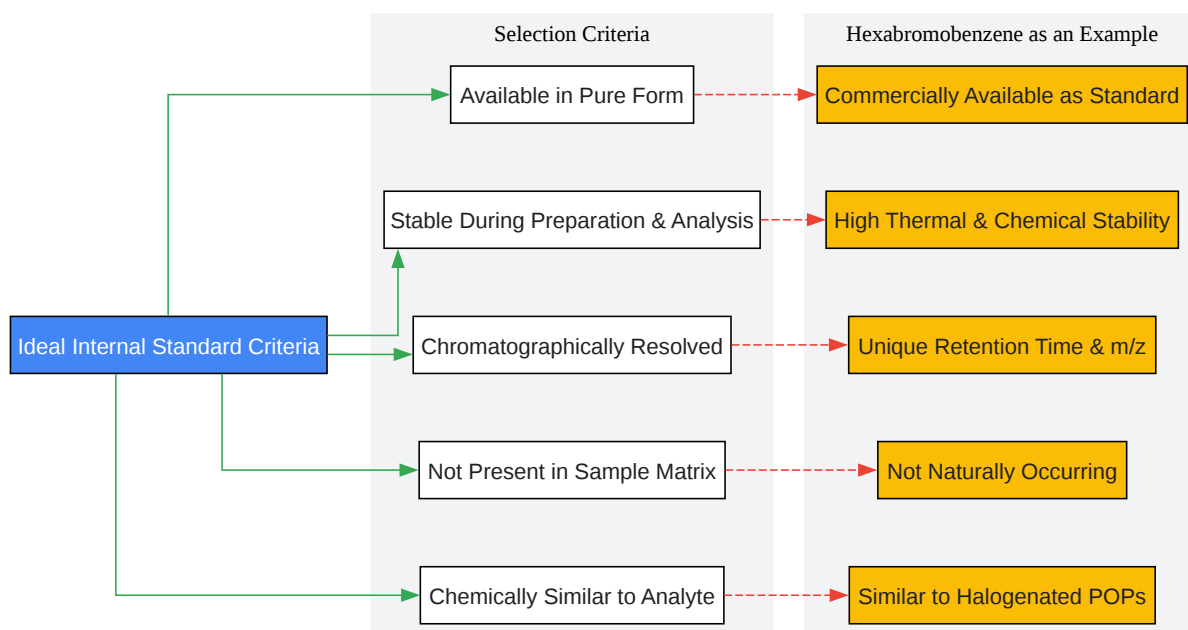 Selection Criteria
Hexabromobenzene as an Example
Available in Pure Form
Commercially Available as Standard
Stable During Preparation & Analysis
High Thermal & Chemical Stability
Ideal Internal Standard Criteria
Chromatographically Resolved
Unique Retention Time & m/z
Not Present in Sample Matrix
Not Naturally Occurring
Chemically Similar to Analyte
Similar to Halogenated POPs